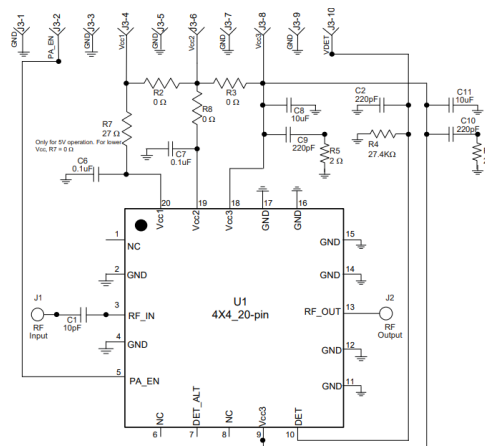 GND J3-1
PA_EN J3-2
GND J3-3
Vcc1 J3-4
GND J3-5
Vcc2 J3-6
GND J3-7
Vcc3 J3-8
GND J3-9
VDET J3-10
R2
0 Ω
R3
0 Ω
R8
0 Ω
R7
27 Ω
Only for 5V operation. For lower
Vcc, R7 = 0 Ω
C8
10uF
C2
220pF
C11
10uF
C7
0.1uF
C6
0.1uF
C9
220pF
R5
2 Ω
R4
27.4KΩ
C10
220pF
20 19 18 17 16
Vcc1 Vcc2 Vcc3 GND GND
1 NC
2 GND
3 RF_IN
4 GND
5 PA_EN
U1
4X4_20-pin
GND 15
GND 14
RF_OUT 13
GND 12
GND 11
J1
RF
Input
C1
10pF
J2
RF
Output
NC DET_ALT NC Vcc3 DET
6 7 8 9 10